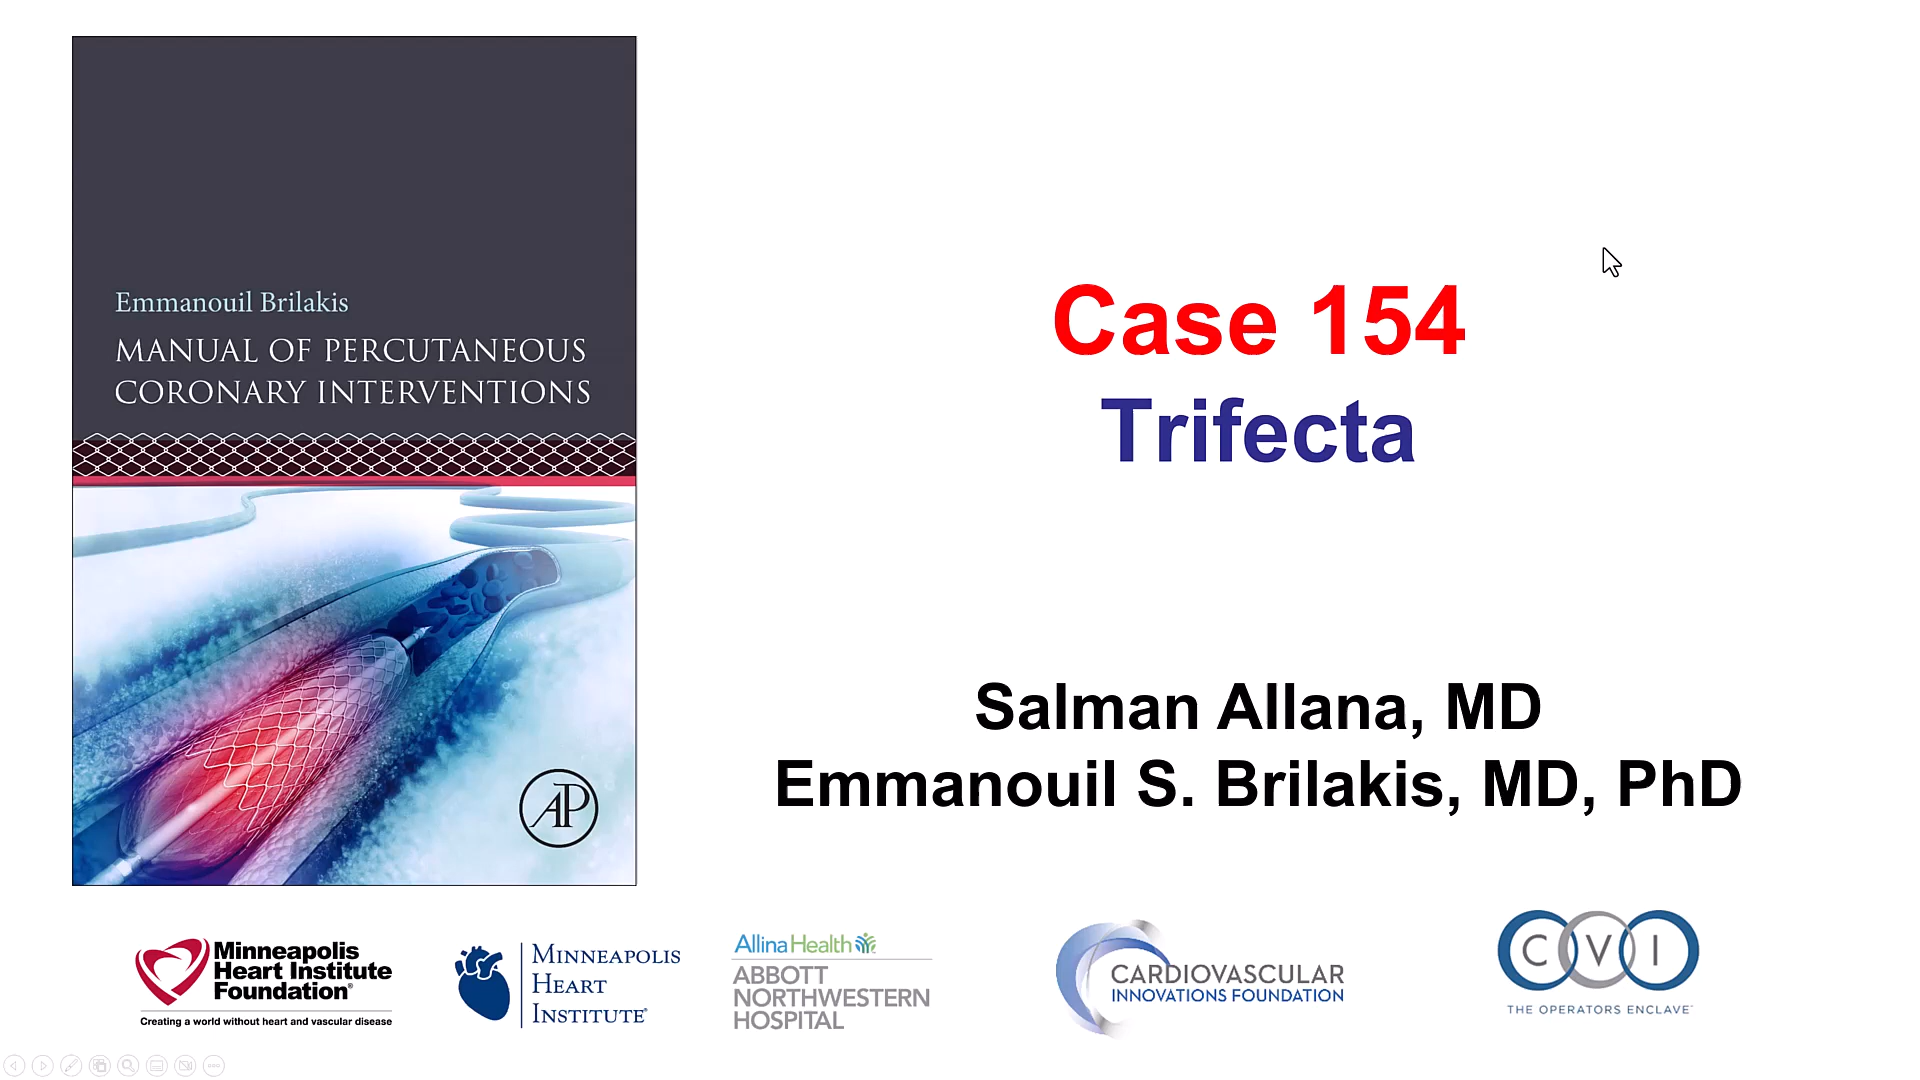 Emmanouil Brilakis
MANUAL OF PERCUTANEOUS
CORONARY INTERVENTIONS
AP
Case 154
Trifecta
Salman Allana, MD
Emmanouil S. Brilakis, MD, PhD
Minneapolis
Heart Institute
Foundation®
Creating a world without heart and vascular disease
MINNEAPOLIS
HEART
INSTITUTE®
Allina Health
ABBOTT
NORTHWESTERN
HOSPITAL
CARDIOVASCULAR
INNOVATIONS FOUNDATION
C V I
THE OPERATORS ENCLAVE™